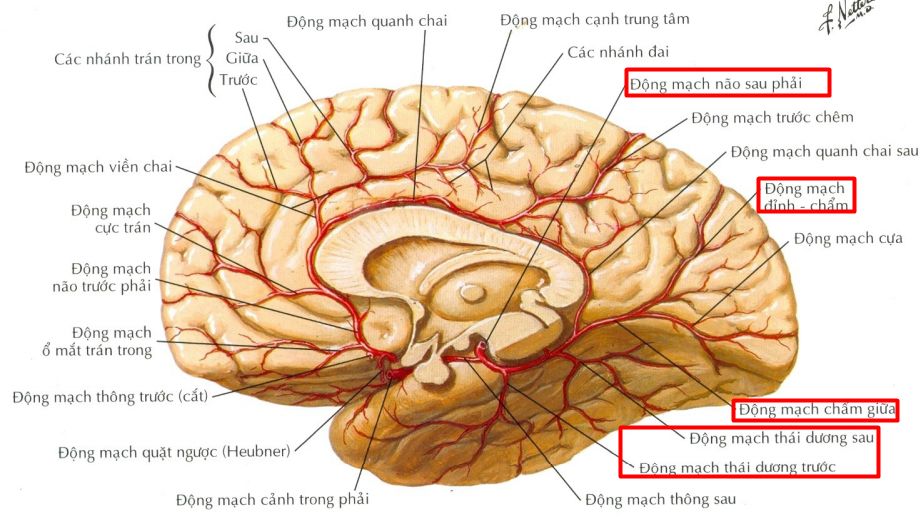 F. Netter
M.D.
Động mạch quanh chai
Động mạch cạnh trung tâm
Các nhánh trán trong
Sau
Giữa
Trước
Các nhánh đai
Động mạch não sau phải
Động mạch trước chêm
Động mạch quanh chai sau
Động mạch viền chai
Động mạch
đỉnh - chẩm
Động mạch
cực trán
Động mạch cựa
Động mạch
não trước phải
Động mạch
ổ mắt trán trong
Động mạch thông trước (cắt)
Động mạch chẩm giữa
Động mạch thái dương sau
Động mạch quặt ngược (Heubner)
Động mạch thái dương trước
Động mạch cảnh trong phải
Động mạch thông sau